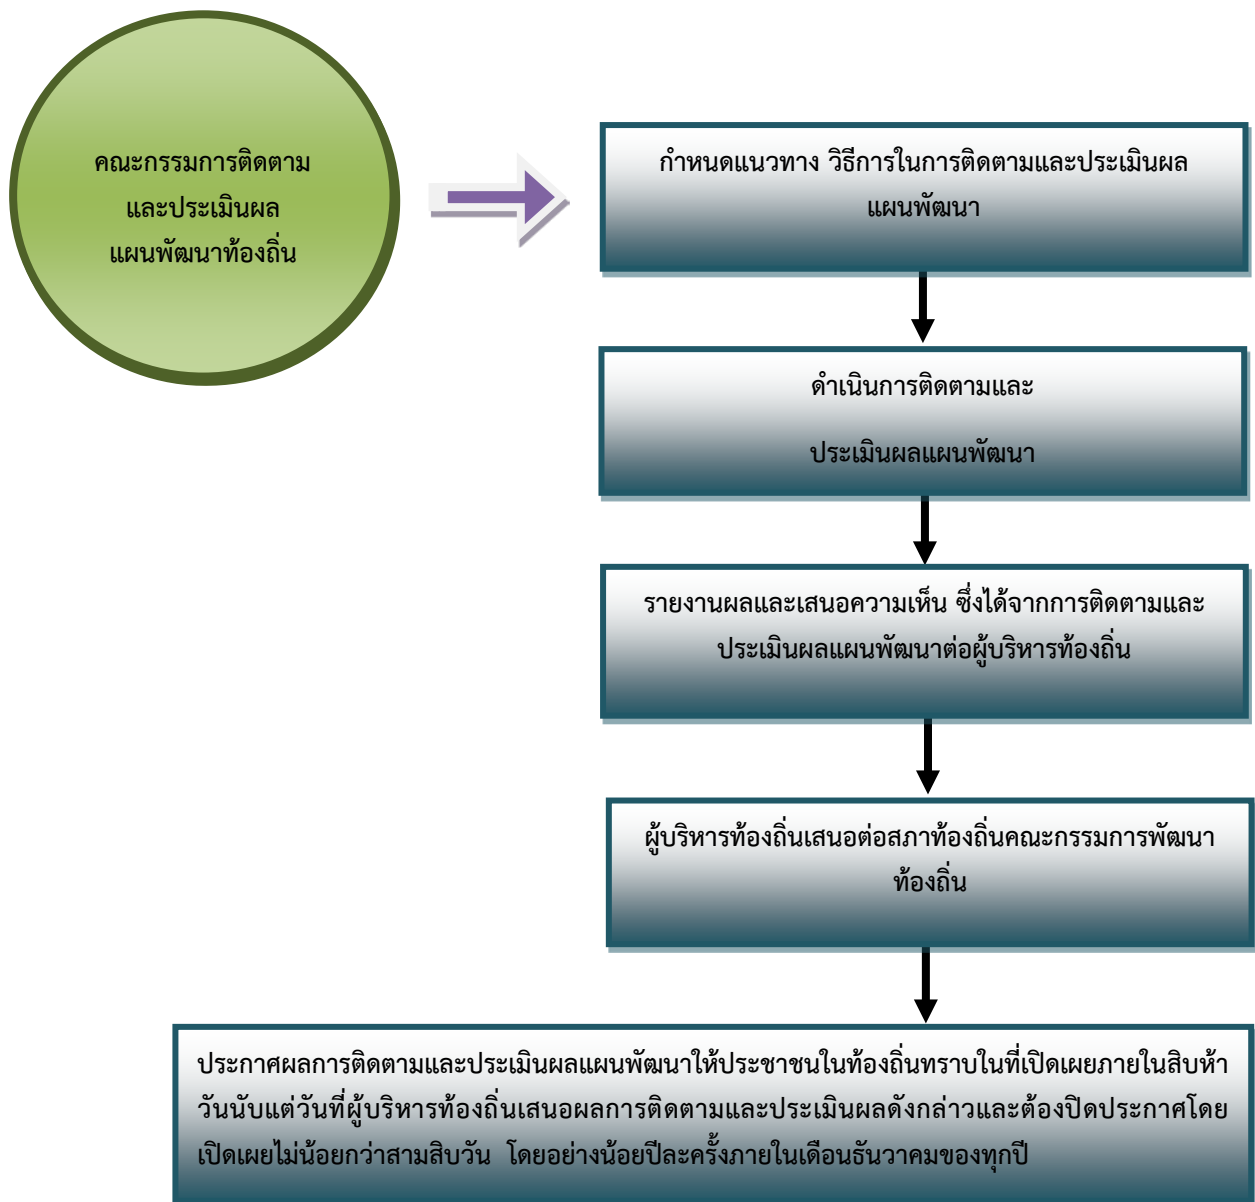 คณะกรรมการติดตาม
และประเมินผล
แผนพัฒนาท้องถิ่น
กำหนดแนวทาง วิธีการในการติดตามและประเมินผล
แผนพัฒนา
ดำเนินการติดตามและ
ประเมินผลแผนพัฒนา
รายงานผลและเสนอความเห็น ซึ่งได้จากการติดตามและ
ประเมินผลแผนพัฒนาต่อผู้บริหารท้องถิ่น
ผู้บริหารท้องถิ่นเสนอต่อสภาท้องถิ่นคณะกรรมการพัฒนา
ท้องถิ่น
ประกาศผลการติดตามและประเมินผลแผนพัฒนาให้ประชาชนในท้องถิ่นทราบในที่เปิดเผยภายในสิบห้า
วันนับแต่วันที่ผู้บริหารท้องถิ่นเสนอผลการติดตามและประเมินผลดังกล่าวและต้องปิดประกาศโดย
เปิดเผยไม่น้อยกว่าสามสิบวัน โดยอย่างน้อยปีละครั้งภายในเดือนธันวาคมของทุกปี